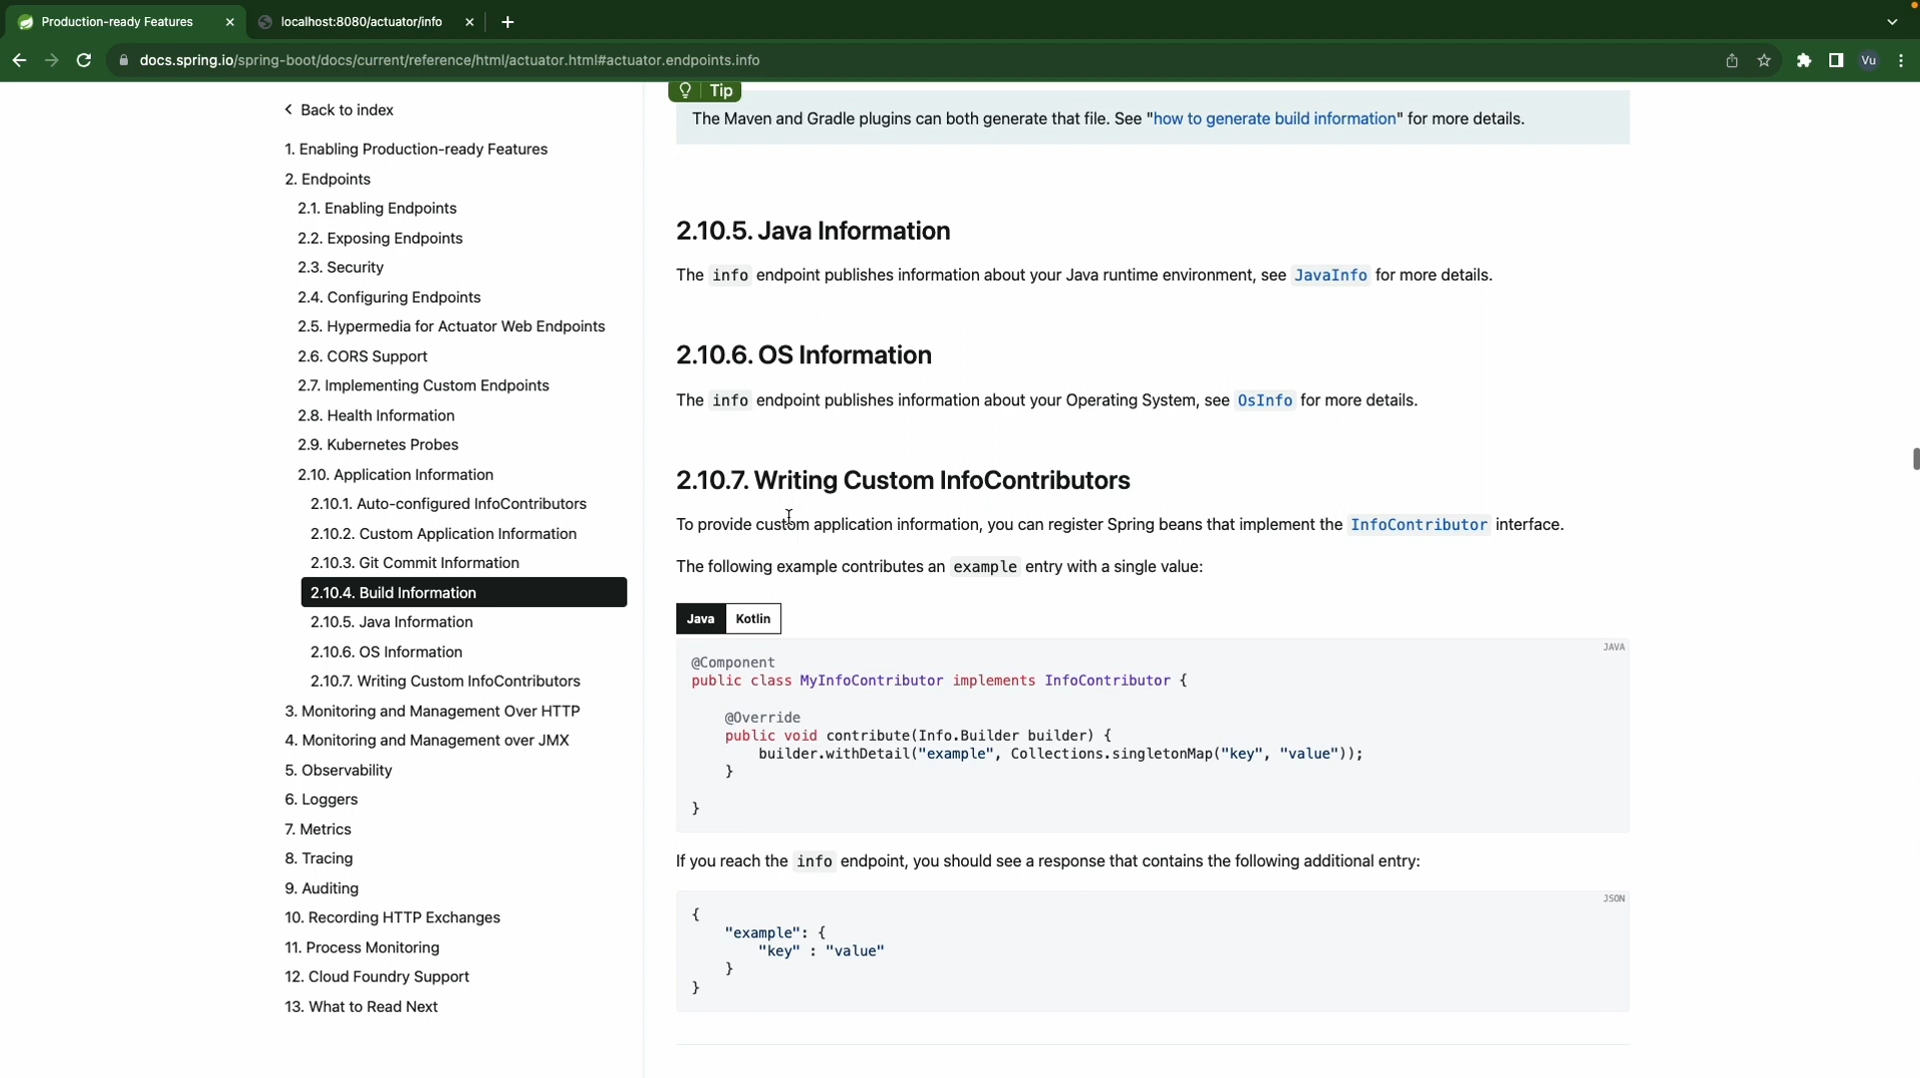 Production-ready Features
localhost:8080/actuator/info
docs.spring.io/spring-boot/docs/current/reference/html/actuator.html#actuator.endpoints.info
Vu
Back to index
1. Enabling Production-ready Features
2. Endpoints
2.1. Enabling Endpoints
2.2. Exposing Endpoints
2.3. Security
2.4. Configuring Endpoints
2.5. Hypermedia for Actuator Web Endpoints
2.6. CORS Support
2.7. Implementing Custom Endpoints
2.8. Health Information
2.9. Kubernetes Probes
2.10. Application Information
2.10.1. Auto-configured InfoContributors
2.10.2. Custom Application Information
2.10.3. Git Commit Information
2.10.4. Build Information
2.10.5. Java Information
2.10.6. OS Information
2.10.7. Writing Custom InfoContributors
3. Monitoring and Management Over HTTP
4. Monitoring and Management over JMX
5. Observability
6. Loggers
7. Metrics
8. Tracing
9. Auditing
10. Recording HTTP Exchanges
11. Process Monitoring
12. Cloud Foundry Support
13. What to Read Next
Tip
The Maven and Gradle plugins can both generate that file. See "how to generate build information" for more details.
2.10.5. Java Information
The info endpoint publishes information about your Java runtime environment, see JavaInfo for more details.
2.10.6. OS Information
The info endpoint publishes information about your Operating System, see OsInfo for more details.
2.10.7. Writing Custom InfoContributors
To provide custom application information, you can register Spring beans that implement the InfoContributor interface.
The following example contributes an example entry with a single value:
Java Kotlin
JAVA
@Component
public class MyInfoContributor implements InfoContributor {
@Override
public void contribute(Info.Builder builder) {
builder.withDetail("example", Collections.singletonMap("key", "value"));
}
}
If you reach the info endpoint, you should see a response that contains the following additional entry:
JSON
{
"example": {
"key" : "value"
}
}